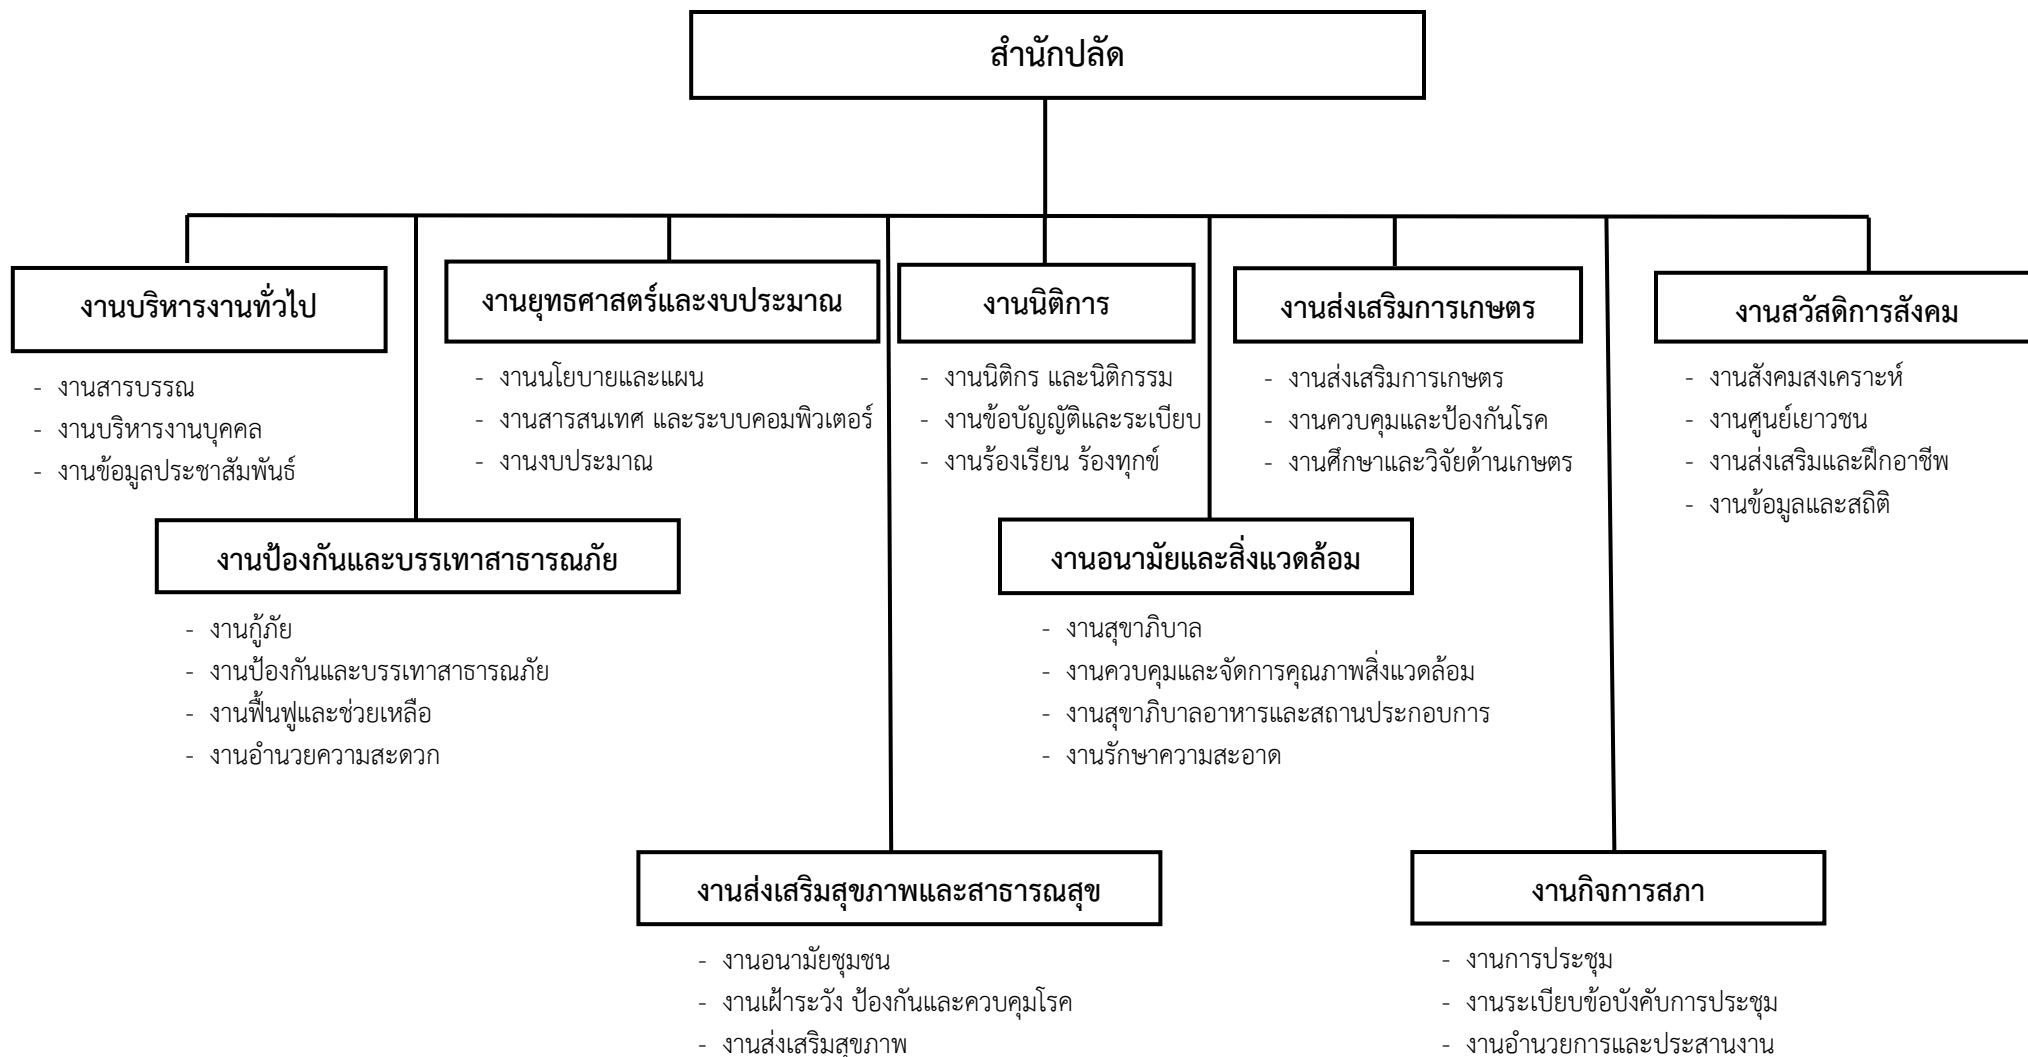 สำนักปลัด
งานบริหารงานทั่วไป
- งานสารบรรณ
- งานบริหารงานบุคคล
- งานข้อมูลประชาสัมพันธ์
งานยุทธศาสตร์และงบประมาณ
- งานนโยบายและแผน
- งานสารสนเทศ และระบบคอมพิวเตอร์
- งานงบประมาณ
งานนิติการ
- งานนิติกร และนิติกรรม
- งานข้อบัญญัติและระเบียบ
- งานร้องเรียน ร้องทุกข์
งานส่งเสริมการเกษตร
- งานส่งเสริมการเกษตร
- งานควบคุมและป้องกันโรค
- งานศึกษาและวิจัยด้านเกษตร
งานสวัสดิการสังคม
- งานสังคมสงเคราะห์
- งานศูนย์เยาวชน
- งานส่งเสริมและฝึกอาชีพ
- งานข้อมูลและสถิติ
งานป้องกันและบรรเทาสาธารณภัย
- งานกู้ภัย
- งานป้องกันและบรรเทาสาธารณภัย
- งานฟื้นฟูและช่วยเหลือ
- งานอำนวยความสะดวก
งานอนามัยและสิ่งแวดล้อม
- งานสุขาภิบาล
- งานควบคุมและจัดการคุณภาพสิ่งแวดล้อม
- งานสุขาภิบาลอาหารและสถานประกอบการ
- งานรักษาความสะอาด
งานส่งเสริมสุขภาพและสาธารณสุข
- งานอนามัยชุมชน
- งานเฝ้าระวัง ป้องกันและควบคุมโรค
- งานส่งเสริมสุขภาพ
งานกิจการสภา
- งานการประชุม
- งานระเบียบข้อบังคับการประชุม
- งานอำนวยการและประสานงาน